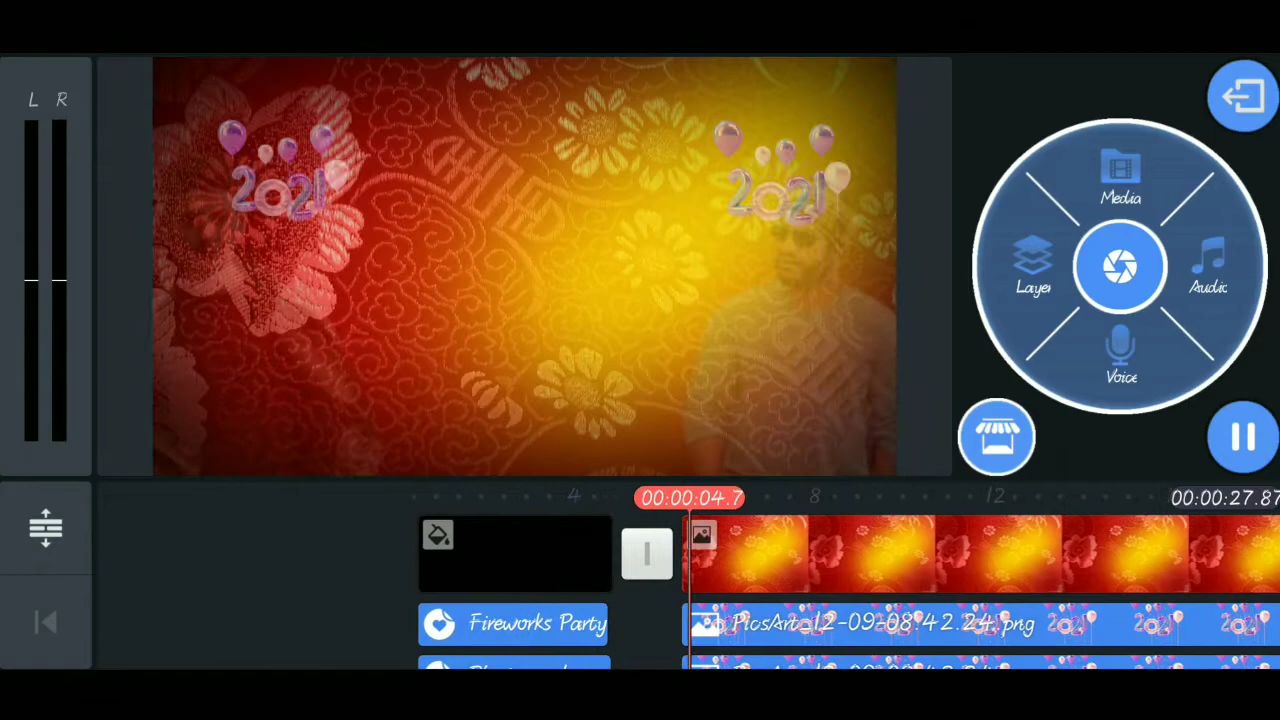 L R
2021
2021
Media
Layer
Audio
Voice
4
00:00:04.7
8
12
00:00:27.87
Fireworks Party
PicsArt_12-09-08.42.24.png